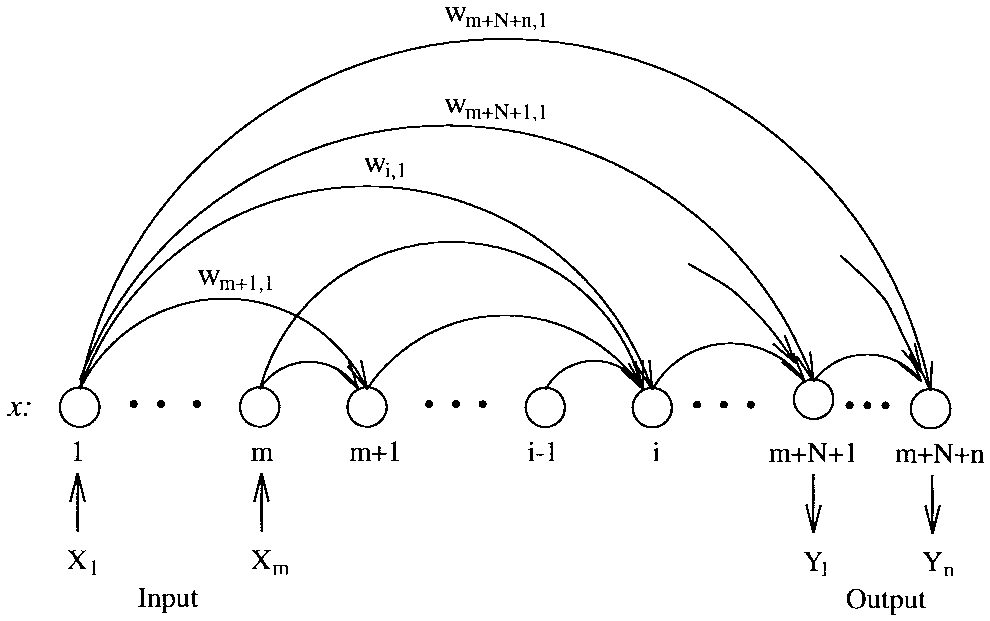 w_{m+N+n,1}
w_{m+N+1,1}
w_{i,1}
w_{m+1,1}
x:
1 m m+1 i-1 i m+N+1 m+N+n
X_1 X_m Y_1 Y_n
Input Output